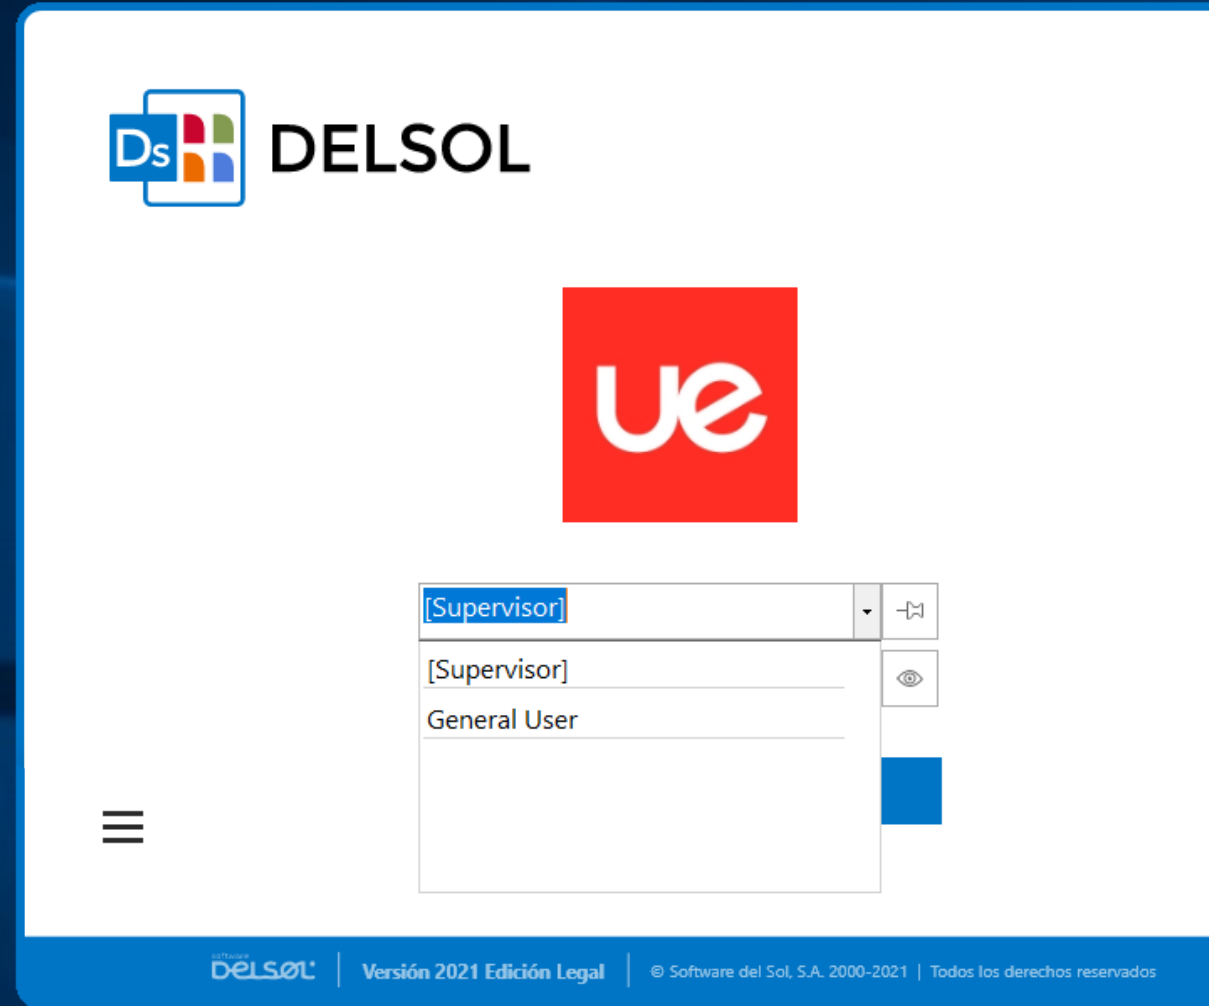 Ds DELSOL
ue
[Supervisor]
[Supervisor]
General User
software
DELSOL
Versión 2021 Edición Legal
© Software del Sol, S.A. 2000-2021 | Todos los derechos reservados